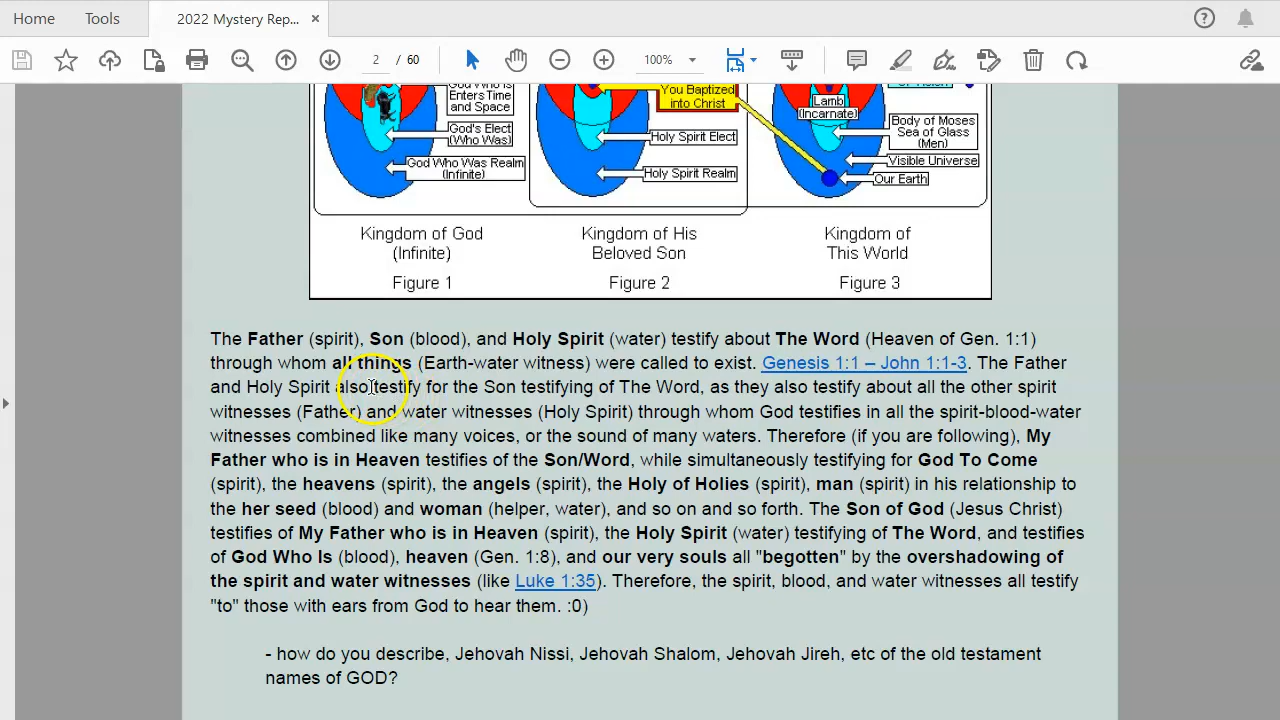 Home
Tools
2022 Mystery Rep... ×
2 / 60
100%
God Who Is
Enters Time
and Space
God's Elect
(Who Was)
God Who Was Realm
(Infinite)
You Baptized
into Christ
Holy Spirit Elect
Holy Spirit Realm
Lamb
(Incarnate)
Body of Moses
Sea of Glass
(Men)
Visible Universe
Our Earth
Kingdom of God
(Infinite)
Figure 1
Kingdom of His
Beloved Son
Figure 2
Kingdom of
This World
Figure 3
The Father (spirit), Son (blood), and Holy Spirit (water) testify about The Word (Heaven of Gen. 1:1)
through whom all things (Earth-water witness) were called to exist. Genesis 1:1 – John 1:1-3. The Father
and Holy Spirit also testify for the Son testifying of The Word, as they also testify about all the other spirit
witnesses (Father) and water witnesses (Holy Spirit) through whom God testifies in all the spirit-blood-water
witnesses combined like many voices, or the sound of many waters. Therefore (if you are following), My
Father who is in Heaven testifies of the Son/Word, while simultaneously testifying for God To Come
(spirit), the heavens (spirit), the angels (spirit), the Holy of Holies (spirit), man (spirit) in his relationship to
the her seed (blood) and woman (helper, water), and so on and so forth. The Son of God (Jesus Christ)
testifies of My Father who is in Heaven (spirit), the Holy Spirit (water) testifying of The Word, and testifies
of God Who Is (blood), heaven (Gen. 1:8), and our very souls all "begotten" by the overshadowing of
the spirit and water witnesses (like Luke 1:35). Therefore, the spirit, blood, and water witnesses all testify
"to" those with ears from God to hear them. :0)
- how do you describe, Jehovah Nissi, Jehovah Shalom, Jehovah Jireh, etc of the old testament
names of GOD?